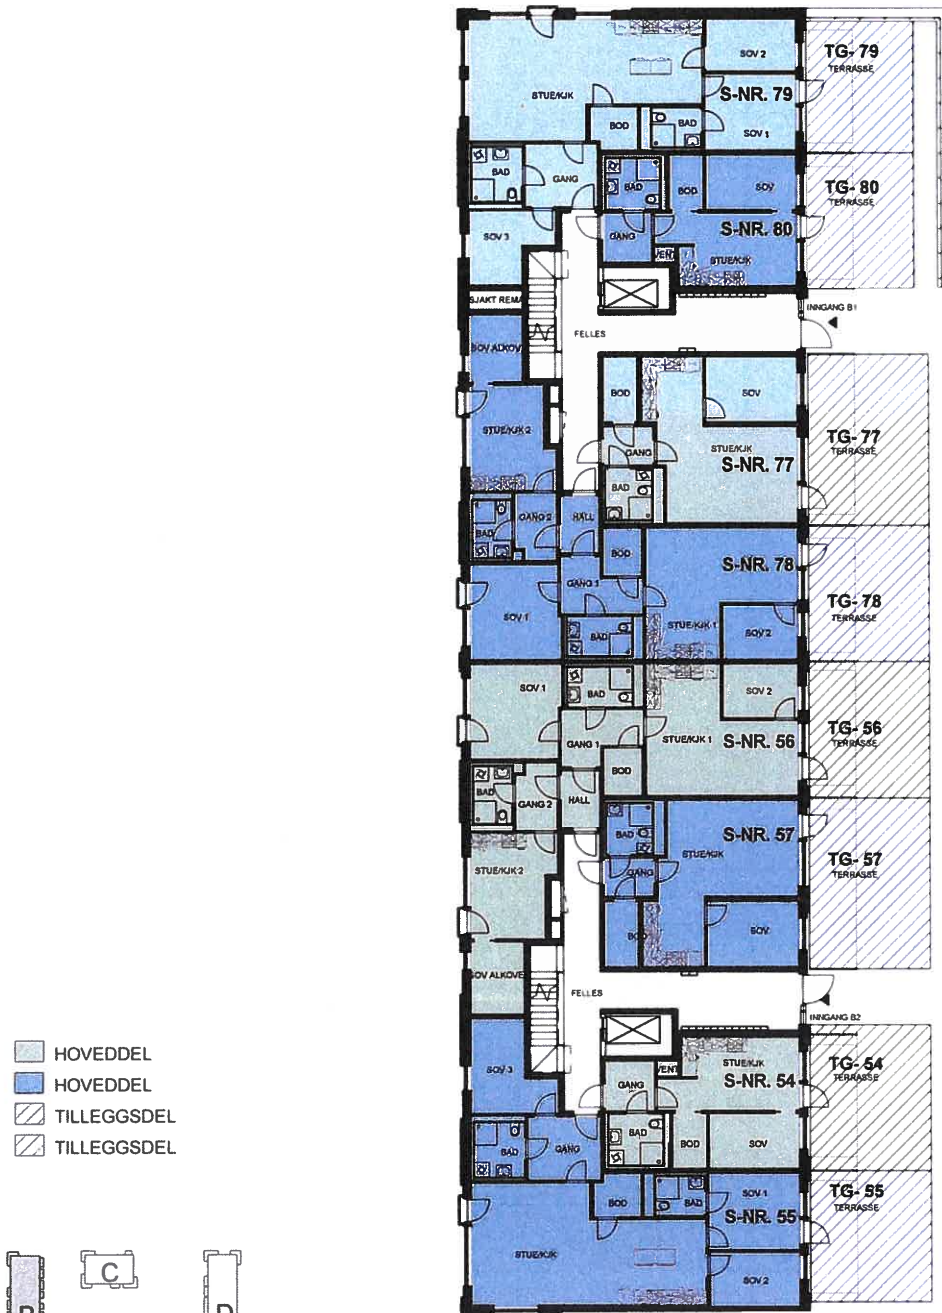 TG- 79
TERRASSE
SOV 2
STUE/KJK
S-NR. 79
BOD
BAD
SOV 1
BAD
GANG
BAD
BOD
SOV
TG- 80
TERRASSE
S-NR. 80
SOV 3
GANG
VENT
STUE/KJK
SJAKT REMA
INNGANG B1
FELLES
SOV ALKOV
BOD
SOV
STUE/KJK 2
TG- 77
TERRASSE
STUE/KJK
GANG
S-NR. 77
BAD
BAD
GANG 2
HALL
BOD
S-NR. 78
GANG 1
SOV 1
TG- 78
TERRASSE
STUE/KJK 1
SOV 2
BAD
SOV 1
BAD
SOV 2
TG- 56
TERRASSE
STUE/KJK 1
S-NR. 56
GANG 1
BOD
BAD
GANG 2
HALL
BAD
S-NR. 57
STUE/KJK
TG- 57
TERRASSE
STUE/KJK 2
GANG
BOD
SOV
SOV ALKOVE
FELLES
INNGANG B2
HOVEDDEL
HOVEDDEL
TILLEGGSDEL
TILLEGGSDEL
SOV 3
VENT
STUE/KJK
S-NR. 54
TG- 54
TERRASSE
GANG
BAD
BOD
SOV
BAD
GANG
BOD
BAD
SOV 1
S-NR. 55
TG- 55
TERRASSE
STUE/KJK
SOV 2
C